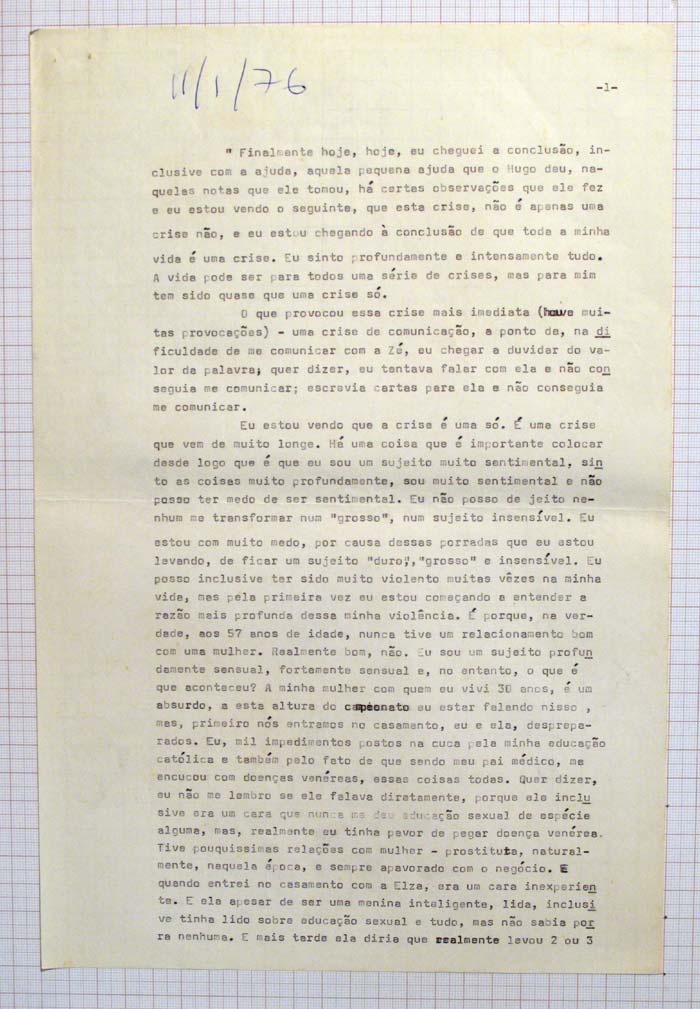 11/1/76
-1-
" Finalmente hoje, hoje, eu cheguei a conclusão, in-
clusive com a ajuda, aquela pequena ajuda que o Hugo deu, na-
quelas notas que ele tomou, há certas observações que ele fez
e eu estou vendo o seguinte, que esta crise, não é apenas uma
crise não, e eu estou chegando à conclusão de que toda a minha
vida é uma crise. Eu sinto profundamente e intensamente tudo.
A vida pode ser para todos uma série de crises, mas para mim
tem sido quase que uma crise só.
O que provocou essa crise mais imediata (houve mui-
tas provocações) - uma crise de comunicação, a ponto de, na di
ficuldade de me comunicar com a Zé, eu chegar a duvidar do va-
lor da palavra; quer dizer, eu tentava falar com ela e não con
seguia me comunicar; escrevia cartas para ela e não conseguia
me comunicar.
Eu estou vendo que a crise é uma só. É uma crise
que vem de muito longe. Há uma coisa que é importante colocar
desde logo que é que eu sou um sujeito muito sentimental, sin
to as coisas muito profundamente, sou muito sentimental e não
posso ter medo de ser sentimental. Eu não posso de jeito ne-
nhum me transformar num "grosso", num sujeito insensível. Eu
estou com muito medo, por causa dessas porradas que eu estou
levando, de ficar um sujeito "duro","grosso" e insensível. Eu
posso inclusive ter sido muito violento muitas vêzes na minha
vida, mas pela primeira vez eu estou começando a entender a
razão mais profunda dessa minha violância. É porque, na ver-
dade, aos 57 anos de idade, nunca tive um relacionamento bom
com uma mulher. Realmente bom, não. Eu sou um sujeito profun
damente sensual, fortemente sensual e, no entanto, o que é
que aconteceu? A minha mulher com quem eu vivi 30 anos, é um
absurdo, a esta altura do campeonato eu estar falando nisso ,
mas, primeiro nós entramos no casamento, eu e ela, desprepa-
rados. Eu, mil impedimentos postos na cuca pela minha educação
católica e também pelo fato de que sendo meu pai médico, me
encucou com doenças venéreas, essas coisas todas. Quer dizer,
eu não me lembro se ele falava diretamente, porque ele inclu
sive era um cara que nunca me deu educação sexual de espécie
alguma, mas, realmente eu tinha pavor de pegar doença venérea.
Tive pouquissimas relações com mulher - prostituta, natural-
mente, naquela época, e sempre apavorado com o negócio. E
quando entrei no casamento com a Elza, era um cara inexperien
te. E ela apesar de ser uma menina inteligente, lida, inclusi
ve tinha lido sobre educação sexual e tudo, mas não sabia por
ra nenhuma. E mais tarde ela diria que realmente levou 2 ou 3